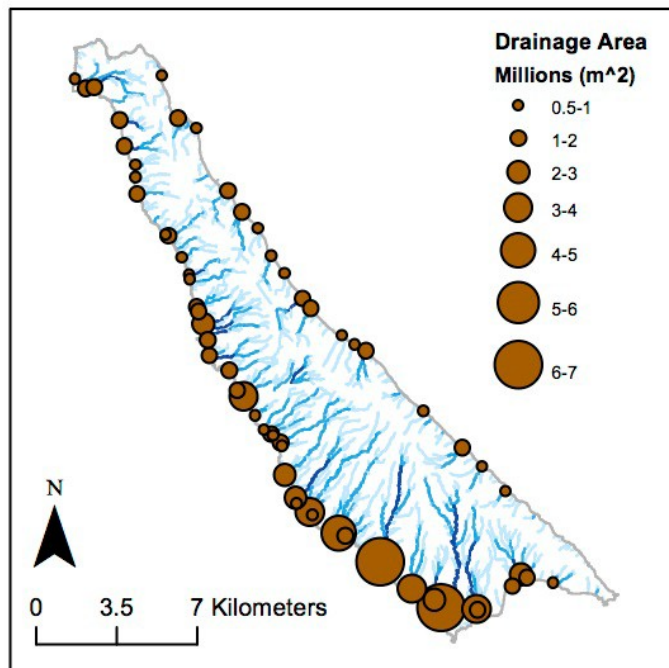 Drainage Area
Millions (m^2)
0.5-1
1-2
2-3
3-4
4-5
5-6
6-7
N
0 3.5 7 Kilometers